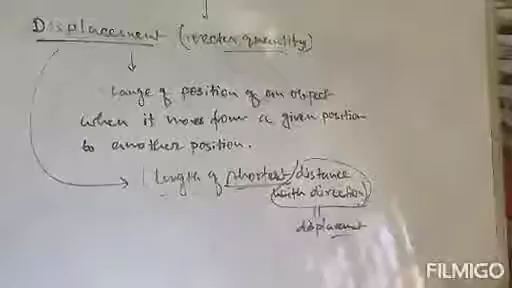 Displacement (vector quantity)
Change of position of an object
when it moves from a given position
to another position.
Length of shortest distance
(with direction)
displacement
FILMIGO